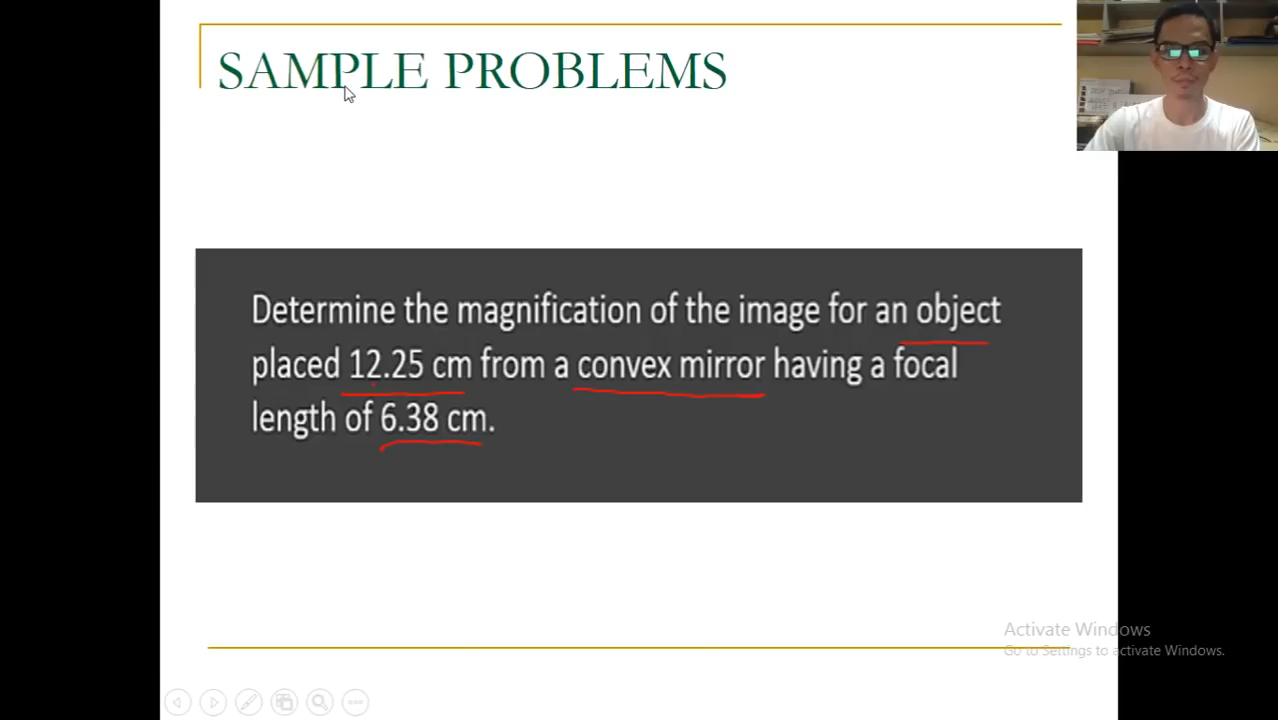 SAMPLE PROBLEMS
Determine the magnification of the image for an object
placed 12.25 cm from a convex mirror having a focal
length of 6.38 cm.
Activate Windows
Go to Settings to activate Windows.